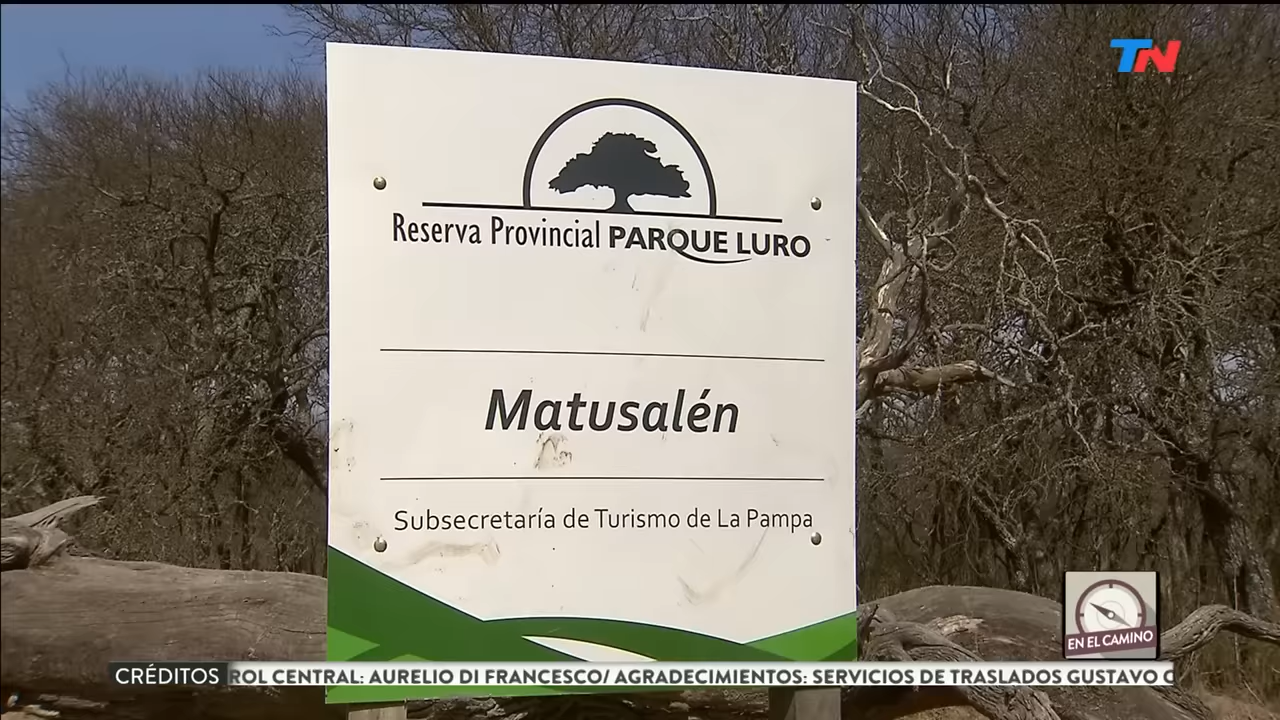 TN
Reserva Provincial PARQUE LURO
Matusalén
Subsecretaría de Turismo de La Pampa
EN EL CAMINO
CRÉDITOS ROL CENTRAL: AURELIO DI FRANCESCO/ AGRADECIMIENTOS: SERVICIOS DE TRASLADOS GUSTAVO